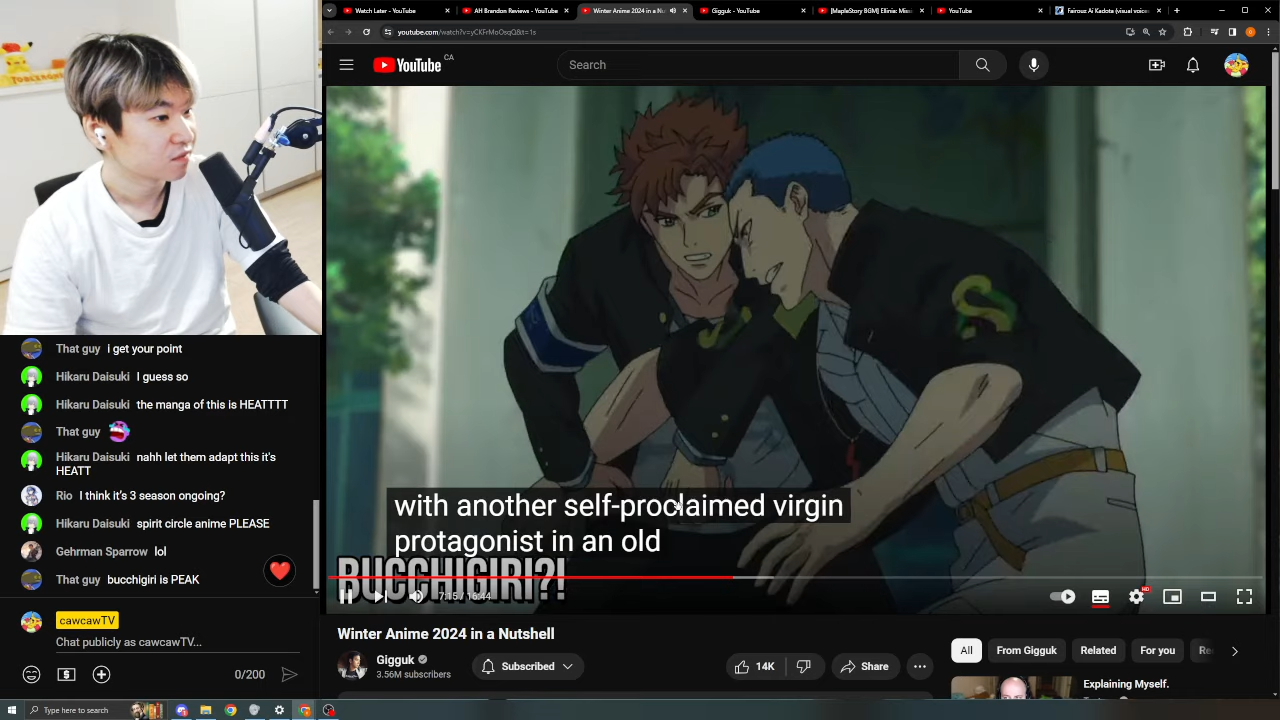 Watch Later - YouTube
AH Brandon Reviews - YouTube
Winter Anime 2024 in a Nu
Gigguk - YouTube
[MapleStory BGM] Ellinia: Miss
YouTube
Fairouz Ai Kadota (visual voice
youtube.com/watch?v=yCKFrMoOsqQ&t=1s
YouTube CA
Search
with another self-proclaimed virgin
protagonist in an old
BUCCHIGIRI?!
7:15 / 16:44
HD
Winter Anime 2024 in a Nutshell
Gigguk
3.56M subscribers
Subscribed
14K
Share
All
From Gigguk
Related
For you
Re
Explaining Myself.
That guy i get your point
Hikaru Daisuki I guess so
Hikaru Daisuki the manga of this is HEATTTT
That guy
Hikaru Daisuki nahh let them adapt this it's
HEATT
Rio I think it's 3 season ongoing?
Hikaru Daisuki spirit circle anime PLEASE
Gehrman Sparrow lol
That guy bucchigiri is PEAK
cawcawTV
Chat publicly as cawcawTV...
0/200
Type here to search